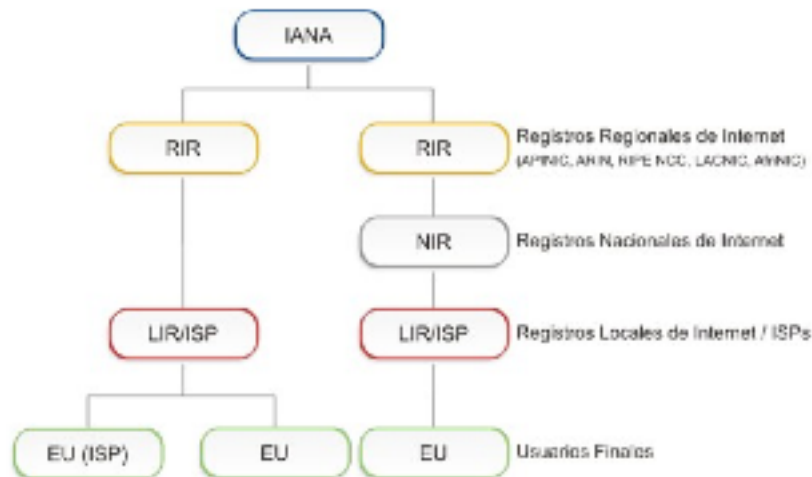 IANA
RIR
RIR
Registros Regionales de Internet
(APNIC, ARIN, RIPE NCC, LACNIC, AfriNIC)
NIR
Registros Nacionales de Internet
LIR/ISP
LIR/ISP
Registros Locales de Internet / ISPs
EU (ISP)
EU
EU
Usuarios Finales